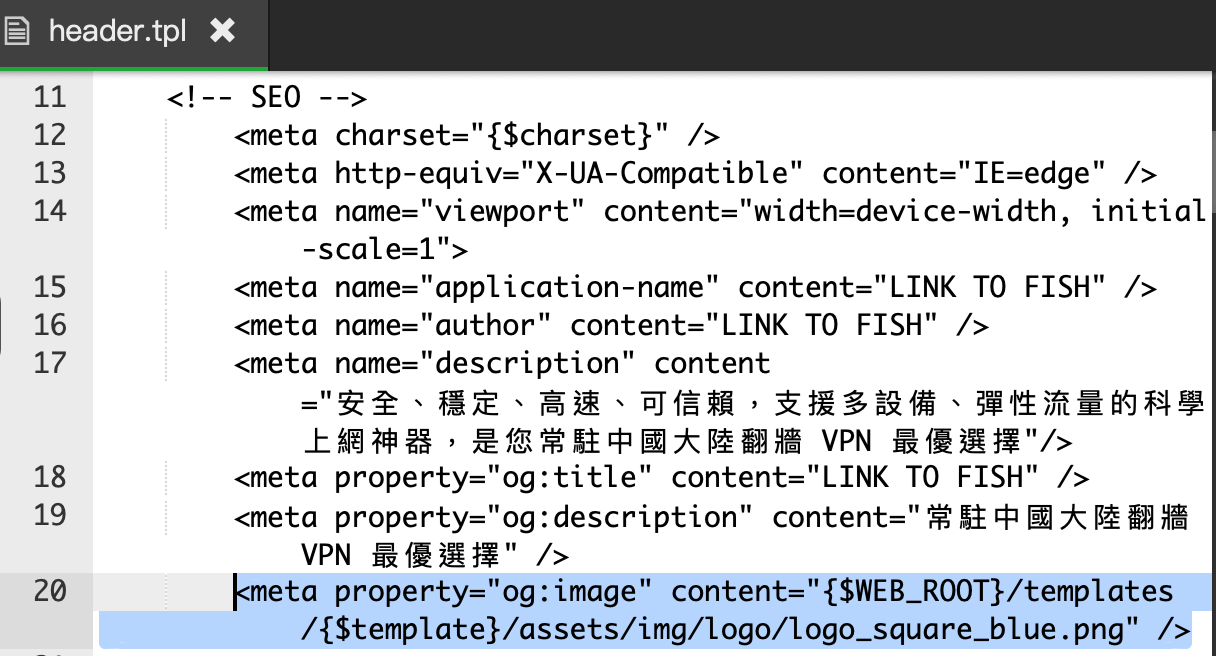 header.tpl
11 <!-- SEO -->
12 <meta charset="{$charset}" />
13 <meta http-equiv="X-UA-Compatible" content="IE=edge" />
14 <meta name="viewport" content="width=device-width, initial
-scale=1">
15 <meta name="application-name" content="LINK TO FISH" />
16 <meta name="author" content="LINK TO FISH" />
17 <meta name="description" content
="安全、穩定、高速、可信賴，支援多設備、彈性流量的科學
上網神器，是您常駐中國大陸翻牆 VPN 最優選擇"/>
18 <meta property="og:title" content="LINK TO FISH" />
19 <meta property="og:description" content="常駐中國大陸翻牆
VPN 最優選擇" />
20 <meta property="og:image" content="{$WEB_ROOT}/templates
/{$template}/assets/img/logo/logo_square_blue.png" />